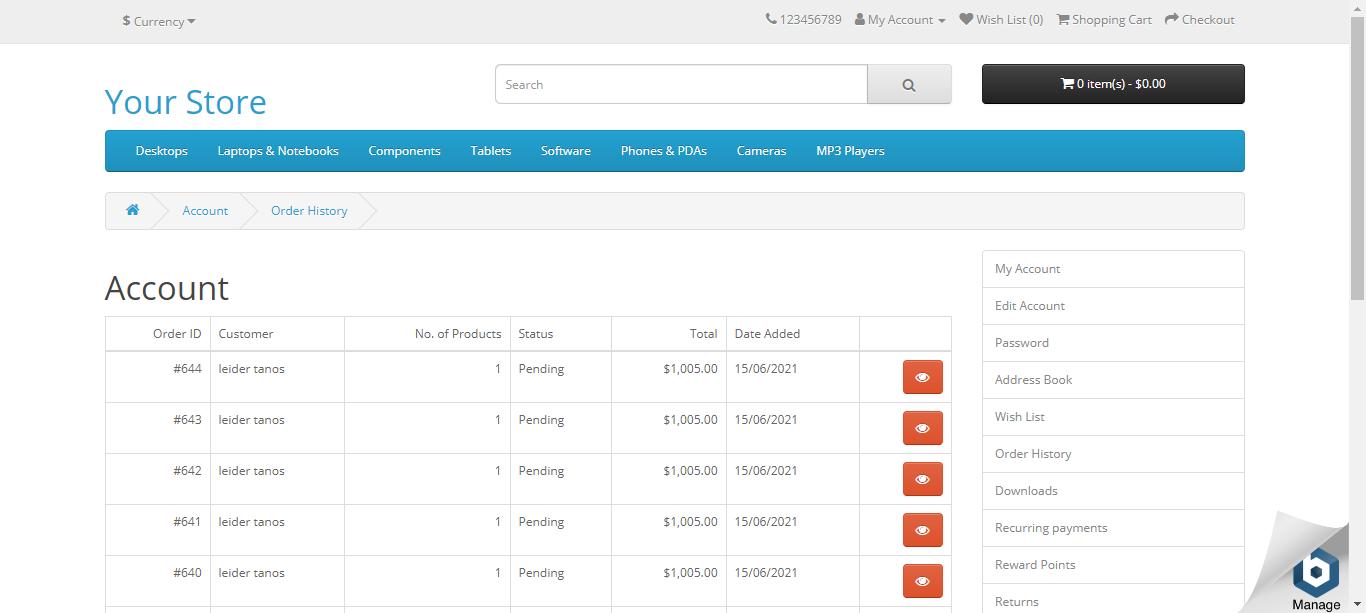 $ Currency 123456789 My Account Wish List (0) Shopping Cart Checkout
Your Store
Search
0 item(s) - $0.00
Desktops Laptops & Notebooks Components Tablets Software Phones & PDAs Cameras MP3 Players
Account Order History
Account
Order ID Customer No. of Products Status Total Date Added
#644 leider tanos 1 Pending $1,005.00 15/06/2021
#643 leider tanos 1 Pending $1,005.00 15/06/2021
#642 leider tanos 1 Pending $1,005.00 15/06/2021
#641 leider tanos 1 Pending $1,005.00 15/06/2021
#640 leider tanos 1 Pending $1,005.00 15/06/2021
My Account
Edit Account
Password
Address Book
Wish List
Order History
Downloads
Recurring payments
Reward Points
Returns
Manage